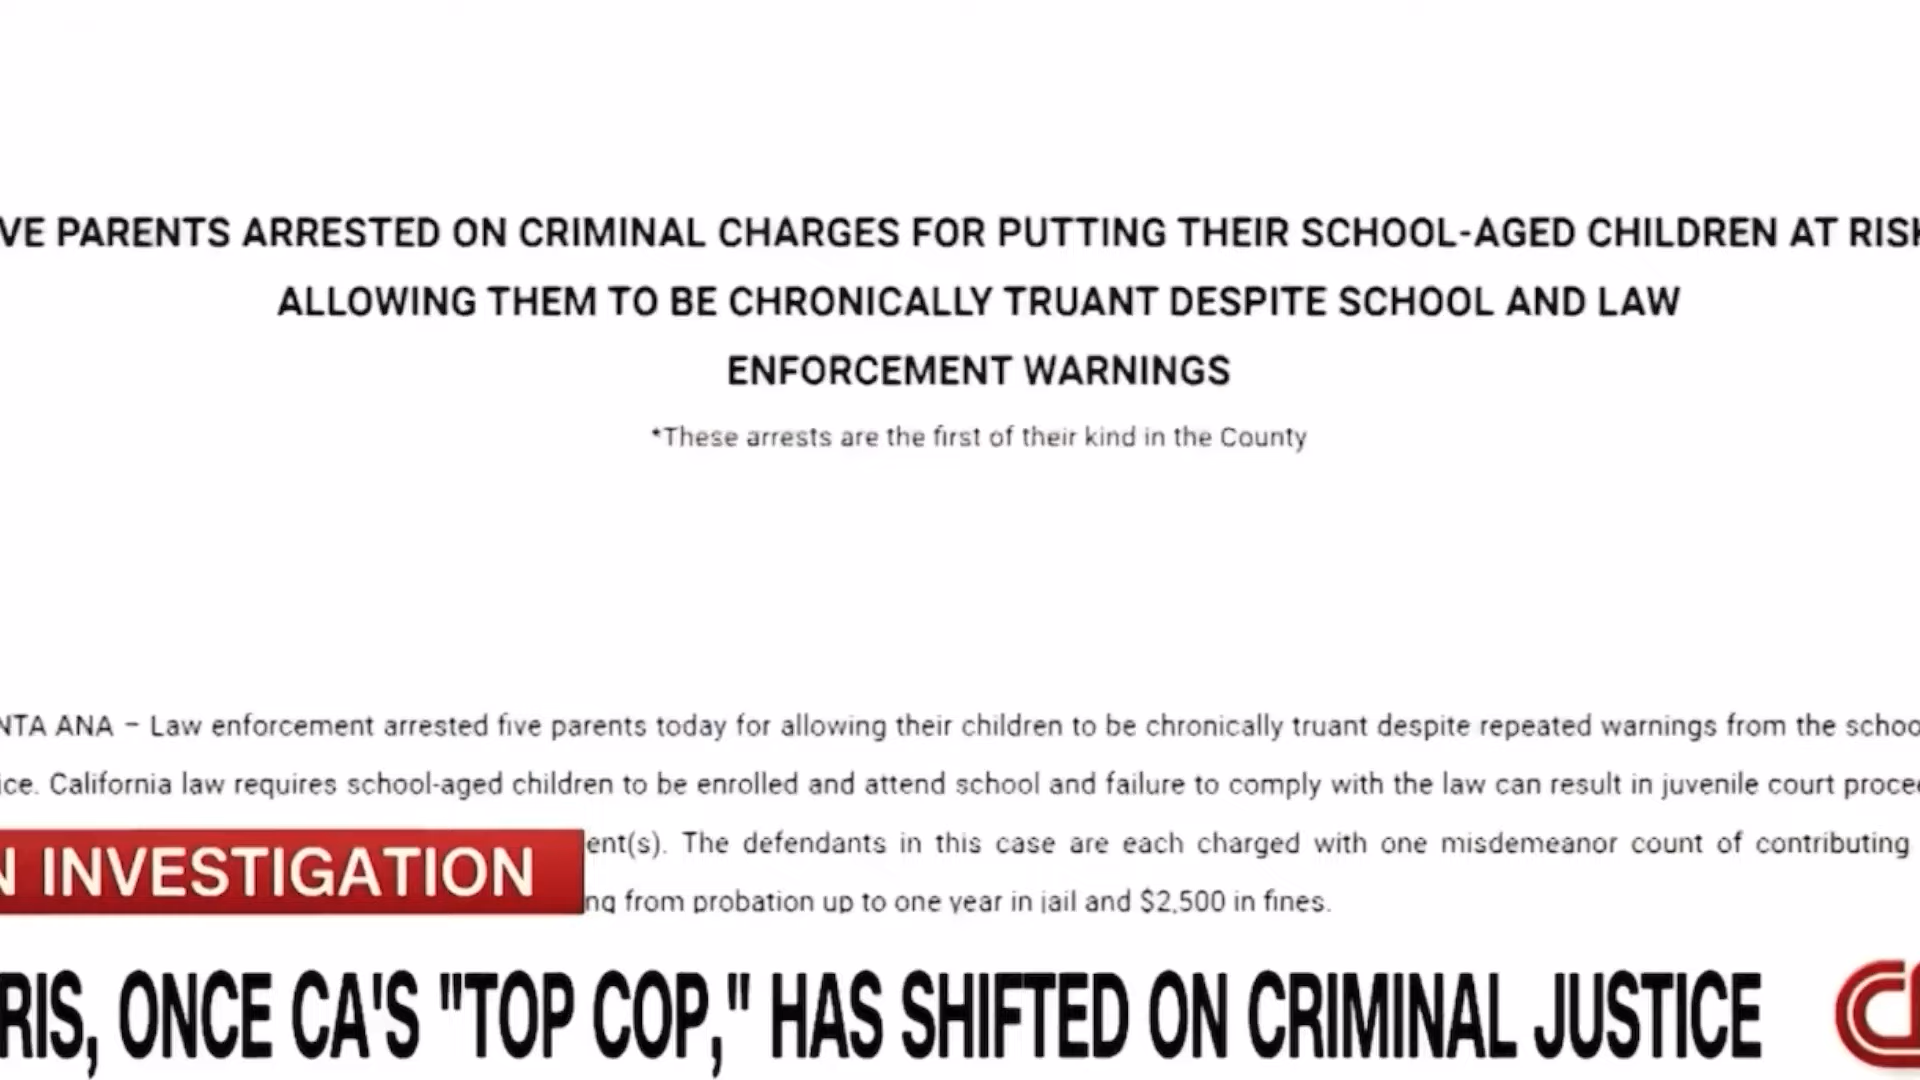 VE PARENTS ARRESTED ON CRIMINAL CHARGES FOR PUTTING THEIR SCHOOL-AGED CHILDREN AT RISK
ALLOWING THEM TO BE CHRONICALLY TRUANT DESPITE SCHOOL AND LAW
ENFORCEMENT WARNINGS
*These arrests are the first of their kind in the County
NTA ANA – Law enforcement arrested five parents today for allowing their children to be chronically truant despite repeated warnings from the schoo
ice. California law requires school-aged children to be enrolled and attend school and failure to comply with the law can result in juvenile court procee
ent(s). The defendants in this case are each charged with one misdemeanor count of contributing
ng from probation up to one year in jail and $2,500 in fines.
N INVESTIGATION
RIS, ONCE CA'S "TOP COP," HAS SHIFTED ON CRIMINAL JUSTICE